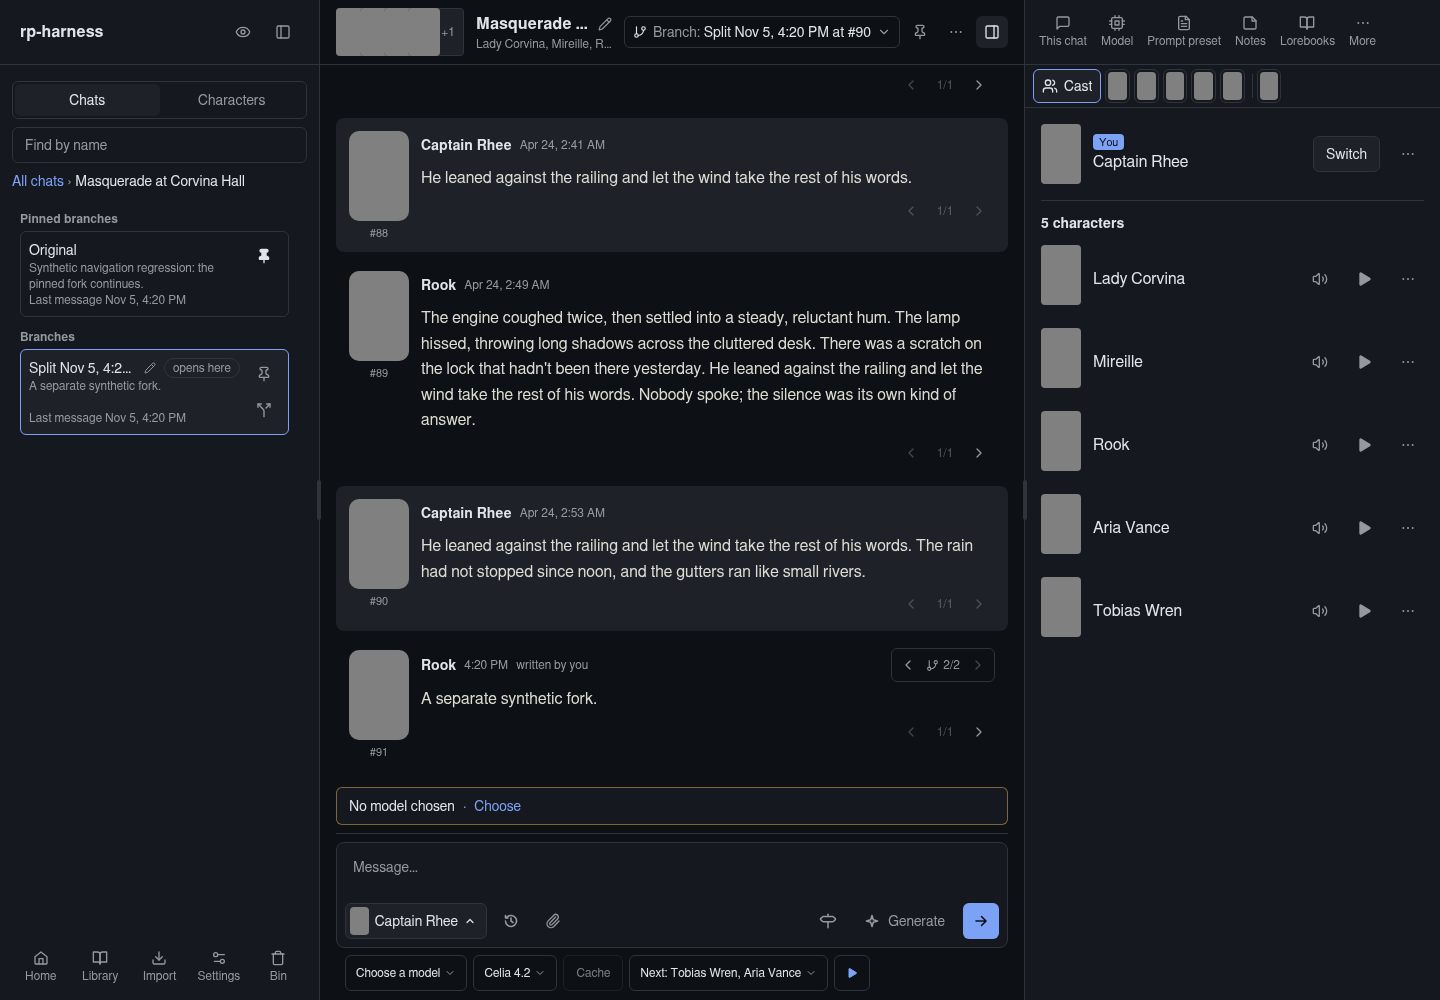 rp-harness
Chats
Characters
Find by name
All chats › Masquerade at Corvina Hall
Pinned branches
Original
Synthetic navigation regression: the
pinned fork continues.
Last message Nov 5, 4:20 PM
Branches
Split Nov 5, 4:2... opens here
A separate synthetic fork.
Last message Nov 5, 4:20 PM
Home
Library
Import
Settings
Bin
+1
Masquerade ...
Lady Corvina, Mireille, R...
Branch: Split Nov 5, 4:20 PM at #90
1/1
Captain Rhee Apr 24, 2:41 AM
He leaned against the railing and let the wind take the rest of his words.
1/1
#88
Rook Apr 24, 2:49 AM
The engine coughed twice, then settled into a steady, reluctant hum. The lamp
hissed, throwing long shadows across the cluttered desk. There was a scratch on
the lock that hadn't been there yesterday. He leaned against the railing and let the
wind take the rest of his words. Nobody spoke; the silence was its own kind of
answer.
#89
1/1
Captain Rhee Apr 24, 2:53 AM
He leaned against the railing and let the wind take the rest of his words. The rain
had not stopped since noon, and the gutters ran like small rivers.
#90
1/1
Rook 4:20 PM written by you
2/2
A separate synthetic fork.
1/1
#91
No model chosen · Choose
Message...
Captain Rhee
Generate
Choose a model
Celia 4.2
Cache
Next: Tobias Wren, Aria Vance
This chat
Model
Prompt preset
Notes
Lorebooks
More
Cast
You
Captain Rhee
Switch
5 characters
Lady Corvina
Mireille
Rook
Aria Vance
Tobias Wren